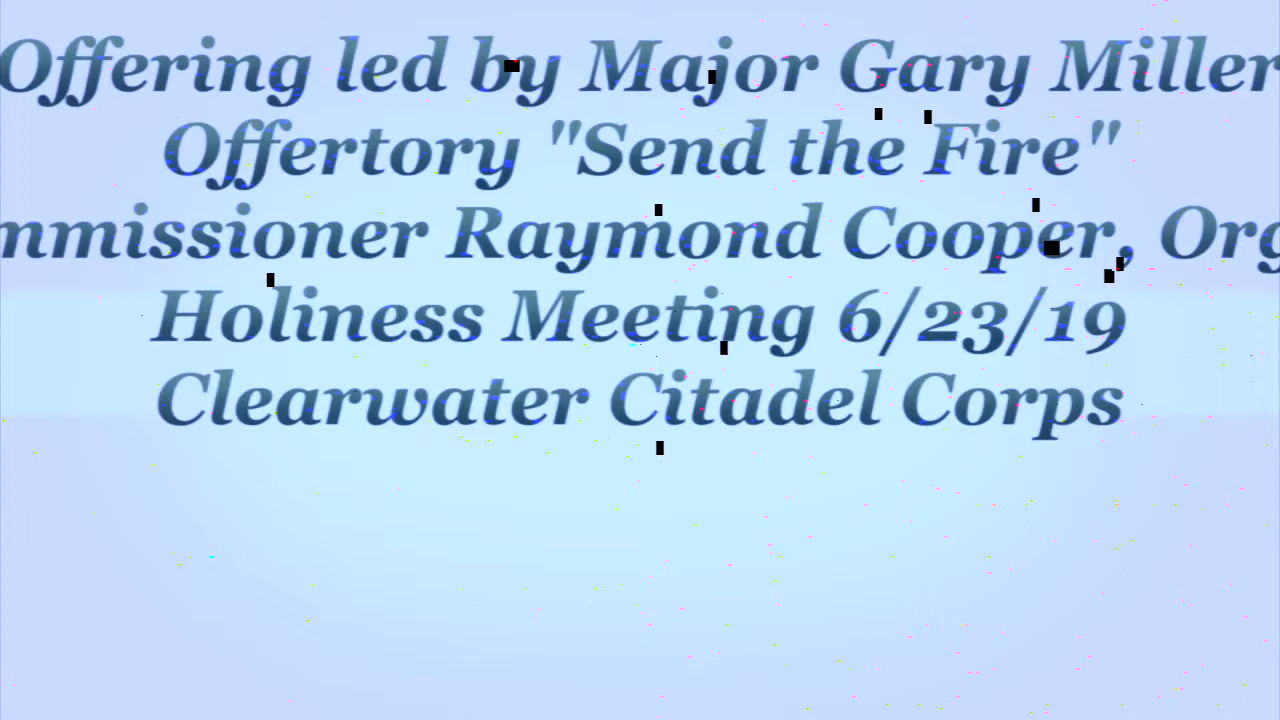 Offering led by Major Gary Miller
Offertory "Send the Fire"
mmissioner Raymond Cooper, Org
Holiness Meeting 6/23/19
Clearwater Citadel Corps